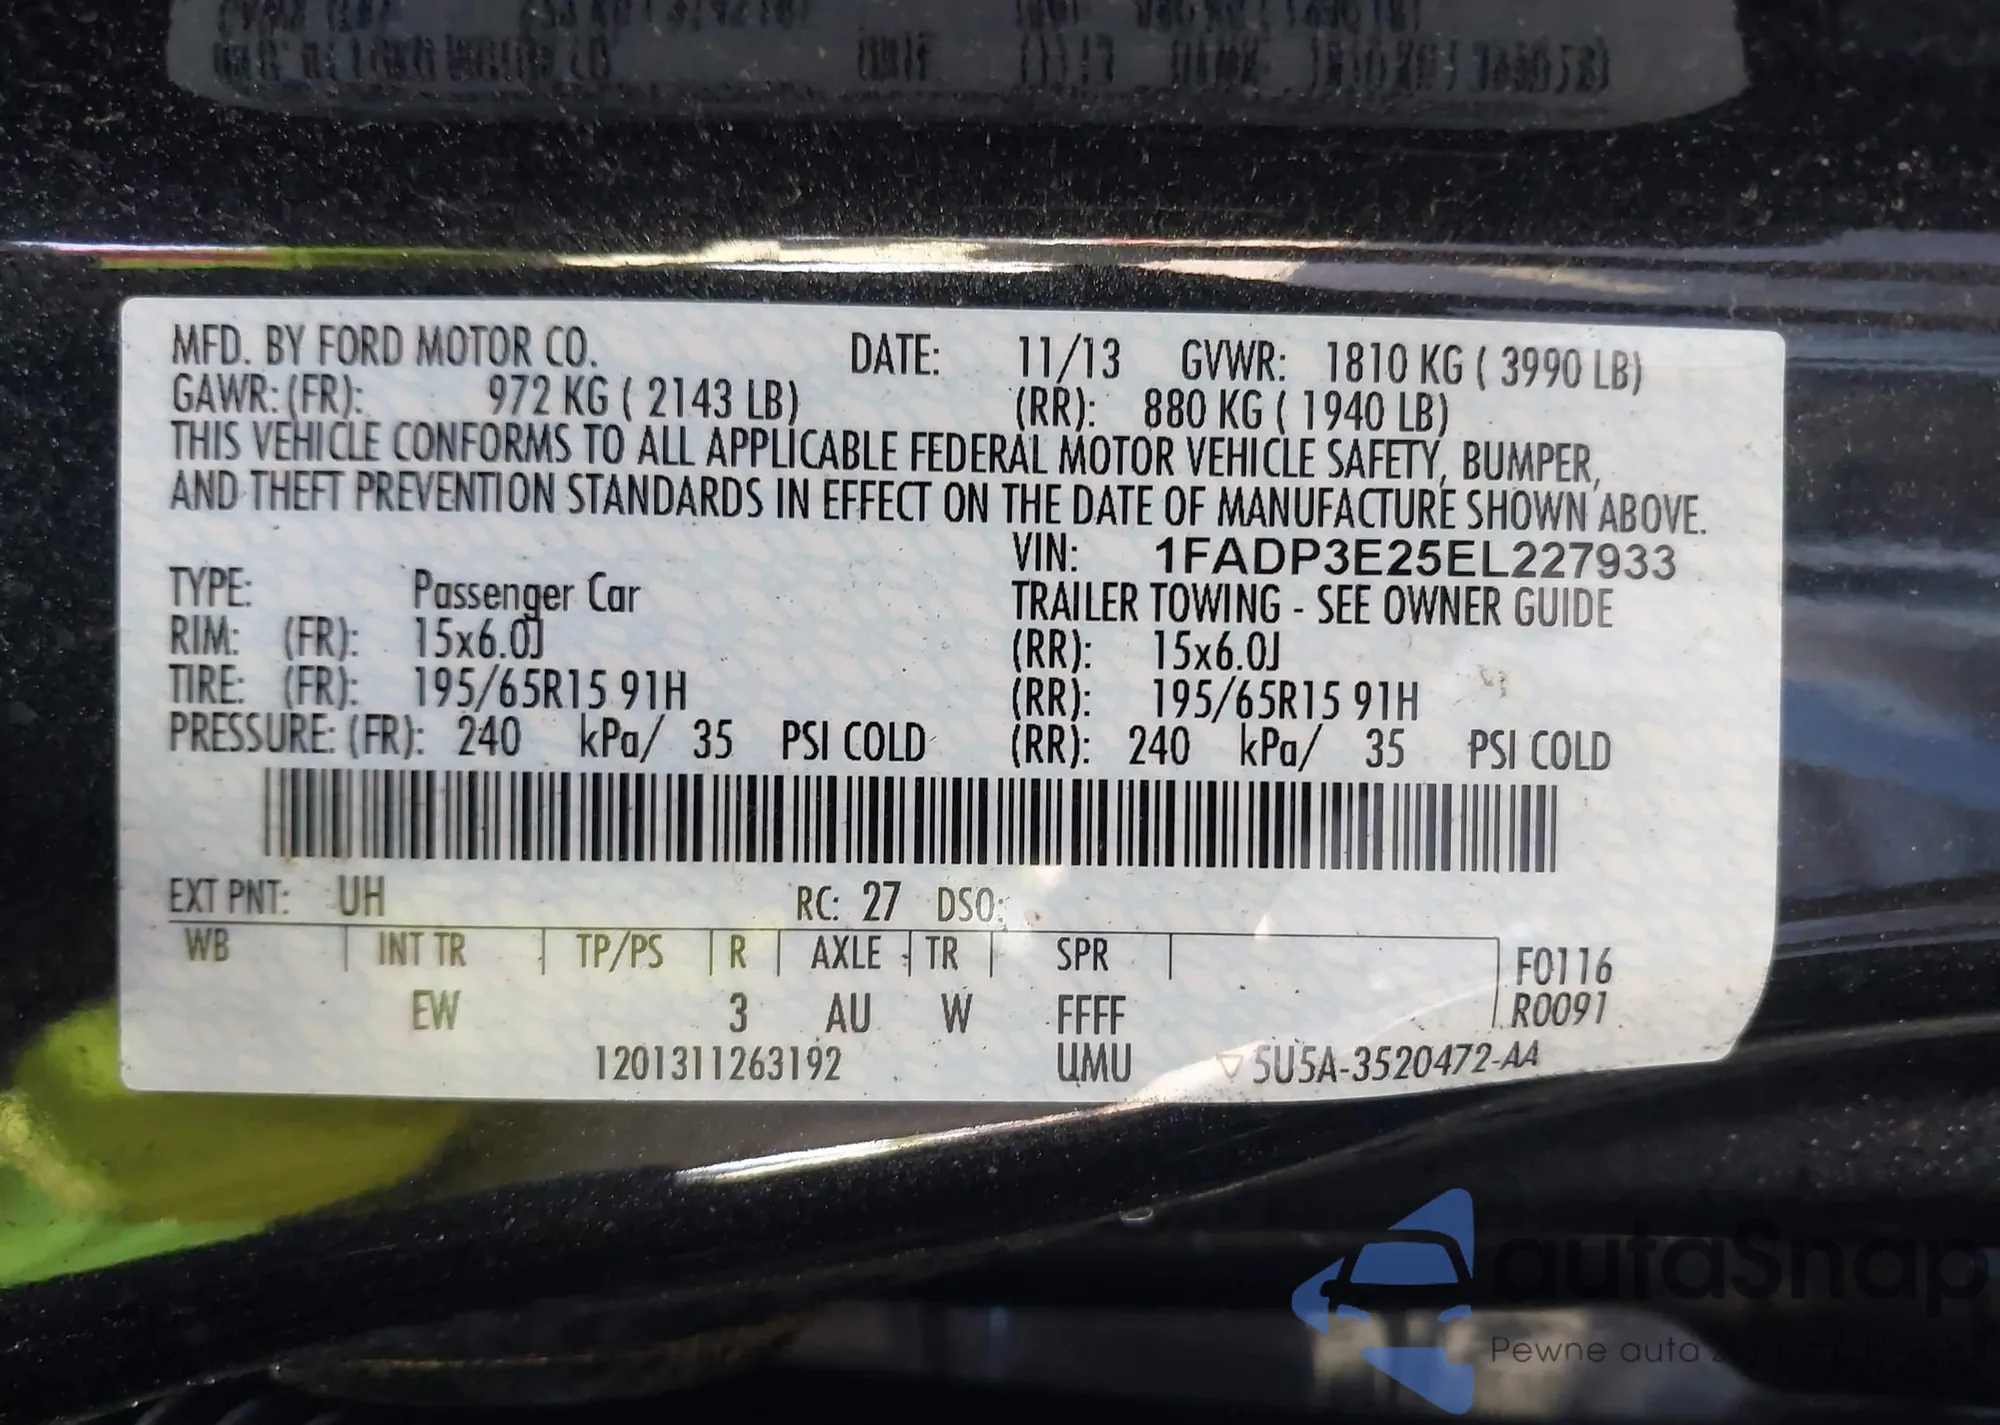 MFD. BY FORD MOTOR CO. DATE: 11/13 GVWR: 1810 KG ( 3990 LB)
GAWR: (FR): 972 KG ( 2143 LB) (RR): 880 KG ( 1940 LB)
THIS VEHICLE CONFORMS TO ALL APPLICABLE FEDERAL MOTOR VEHICLE SAFETY, BUMPER,
AND THEFT PREVENTION STANDARDS IN EFFECT ON THE DATE OF MANUFACTURE SHOWN ABOVE.
VIN: 1FADP3E25EL227933
TYPE: Passenger Car TRAILER TOWING - SEE OWNER GUIDE
RIM: (FR): 15x6.0J (RR): 15x6.0J
TIRE: (FR): 195/65R15 91H (RR): 195/65R15 91H
PRESSURE: (FR): 240 kPa/ 35 PSI COLD (RR): 240 kPa/ 35 PSI COLD
EXT PNT: UH RC: 27 DSO:
WB INT TR TP/PS R AXLE TR SPR F0116
EW 3 AU W FFFF R0091
1201311263192 UMU ▽5U5A-3520472-AA
autaSnap
Pewne auta